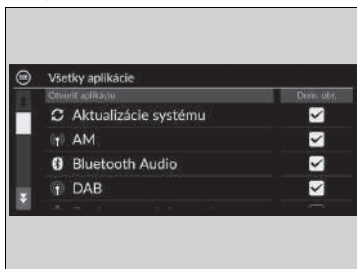 Všetky aplikácie
Otvoriť aplikáciu
Dom. obr.
Aktualizácie systému
AM
Bluetooth Audio
DAB